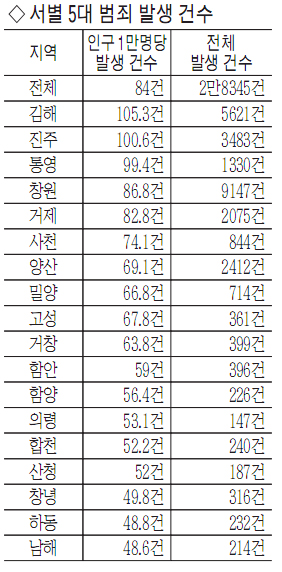 ◇ 서별 5대 범죄 발생 건수
지역 인구 1만명당 발생 건수 전체 발생 건수
전체 84건 2만8345건
김해 105.3건 5621건
진주 100.6건 3483건
통영 99.4건 1330건
창원 86.8건 9147건
거제 82.8건 2075건
사천 74.1건 844건
양산 69.1건 2412건
밀양 66.8건 714건
고성 67.8건 361건
거창 63.8건 399건
함안 59건 396건
함양 56.4건 226건
의령 53.1건 147건
합천 52.2건 240건
산청 52건 187건
창녕 49.8건 316건
하동 48.8건 232건
남해 48.6건 214건